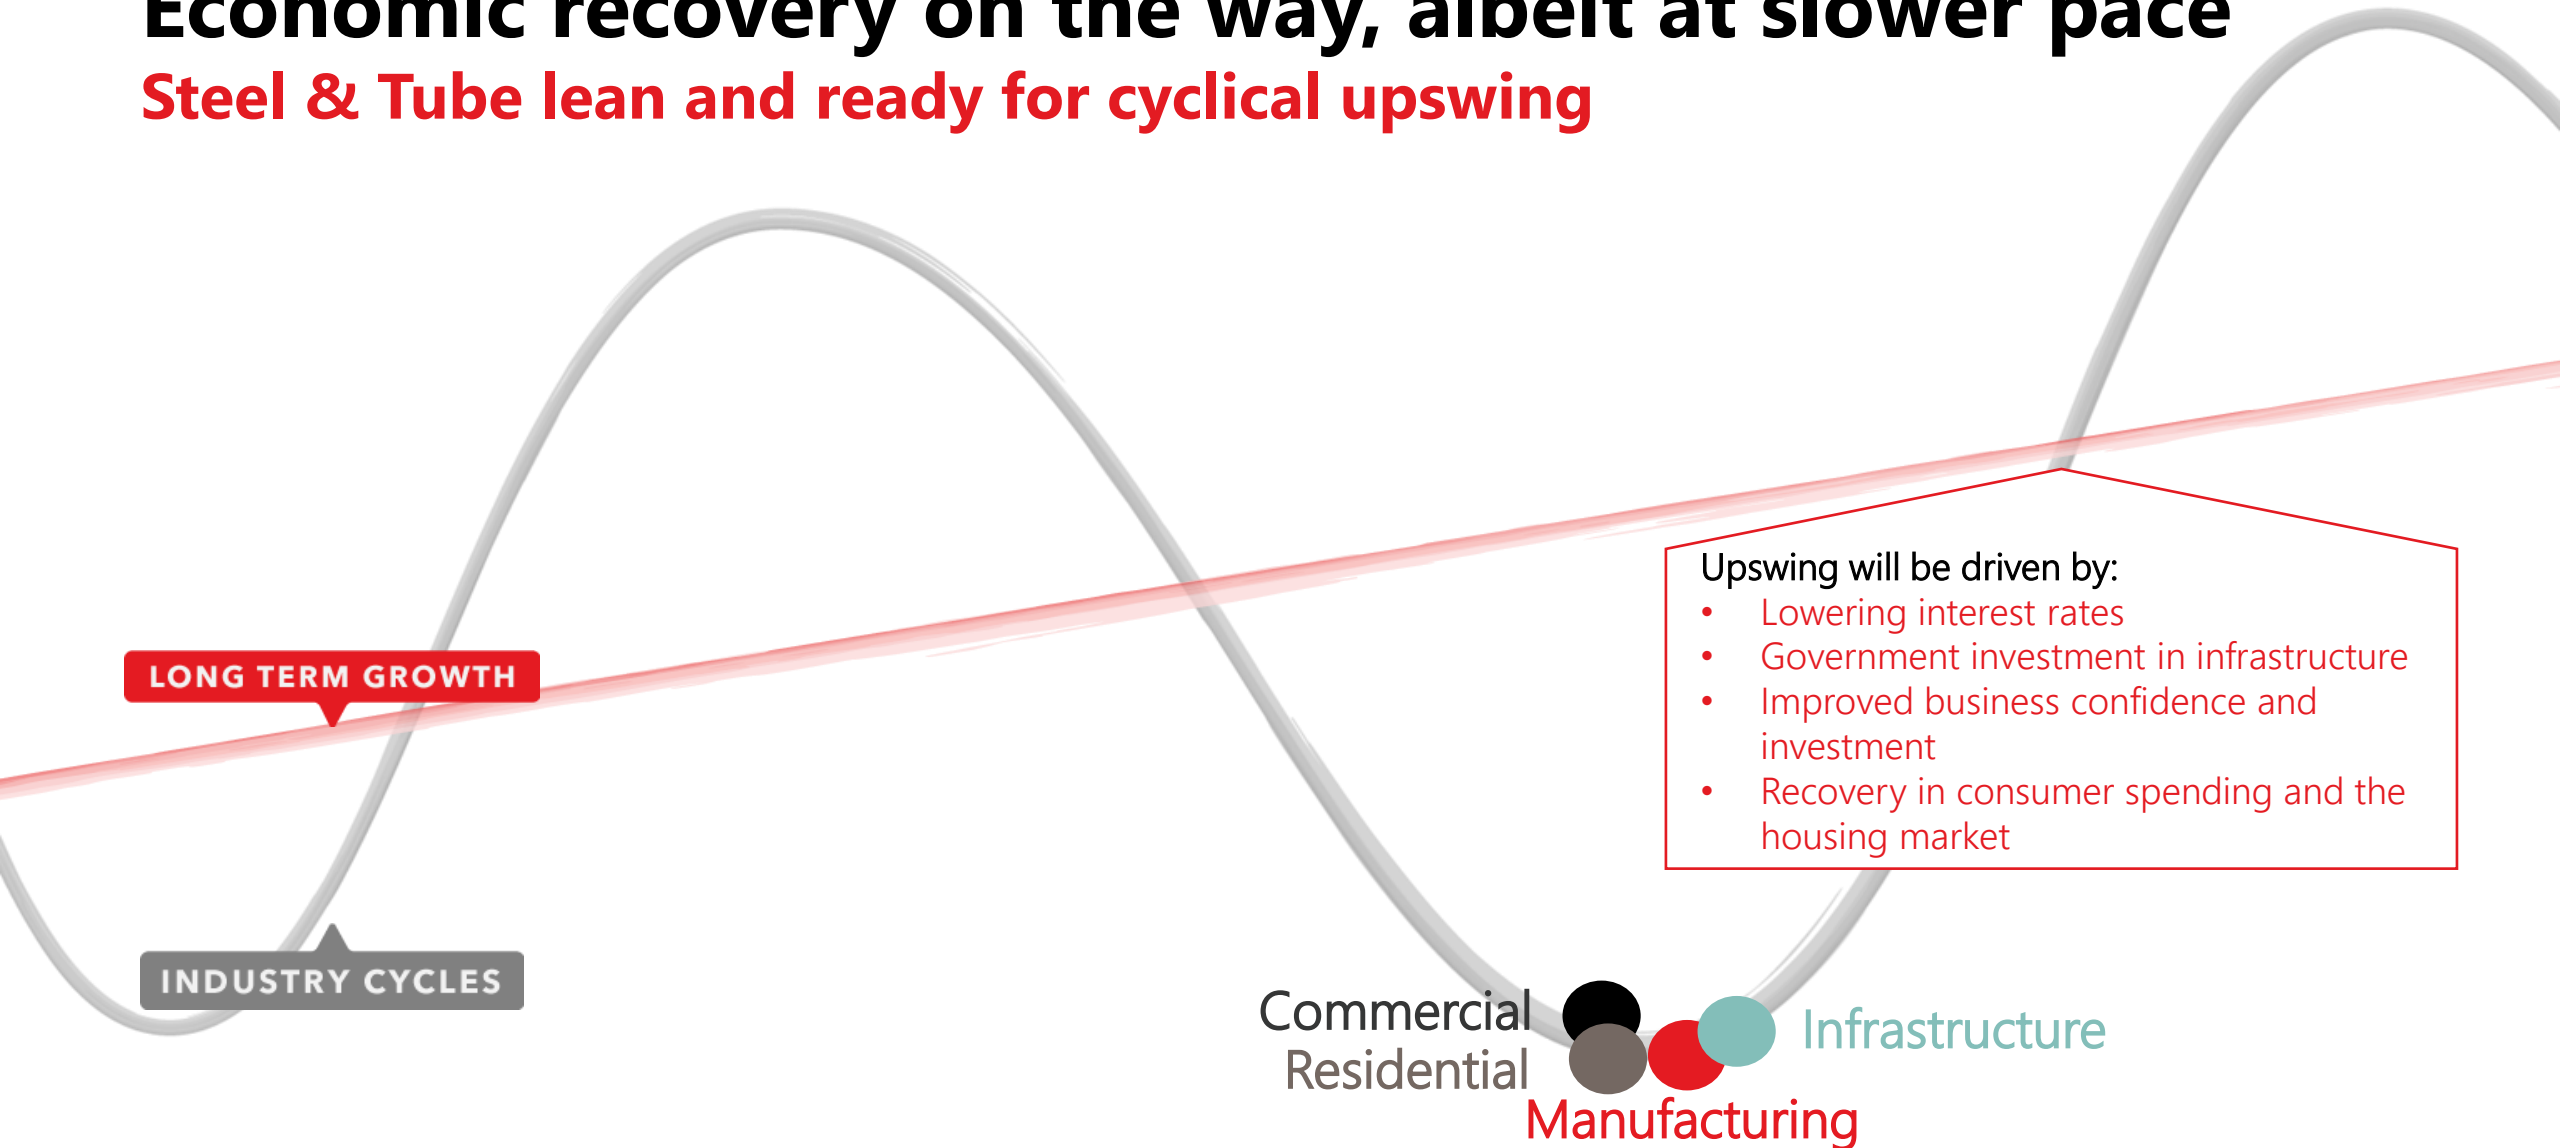 Economic recovery on the way, albeit at slower pace
Steel & Tube lean and ready for cyclical upswing
LONG TERM GROWTH
Upswing will be driven by:
• Lowering interest rates
• Government investment in infrastructure
• Improved business confidence and
investment
• Recovery in consumer spending and the
housing market
INDUSTRY CYCLES
Commercial
Residential
Infrastructure
Manufacturing